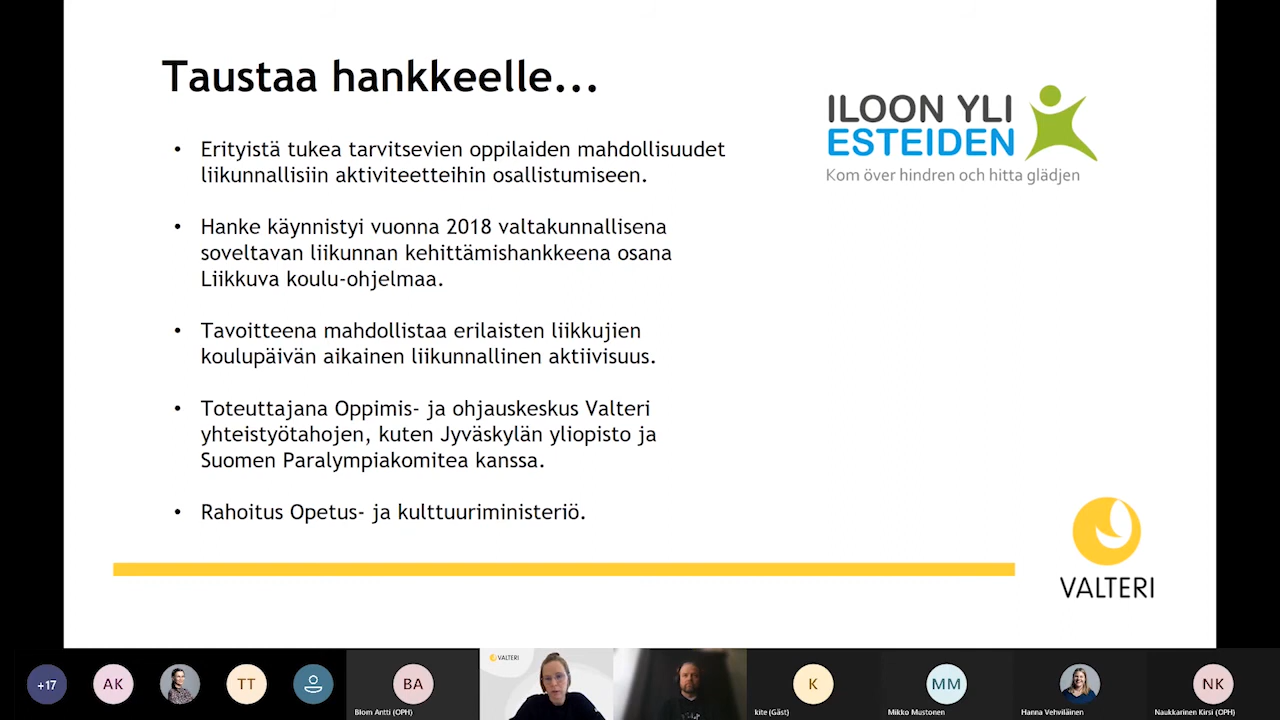 Taustaa hankkeelle...
ILOON YLI
ESTEIDEN
Kom över hindren och hitta glädjen
• Erityistä tukea tarvitsevien oppilaiden mahdollisuudet
liikunnallisiin aktiviteetteihin osallistumiseen.
• Hanke käynnistyi vuonna 2018 valtakunnallisena
soveltavan liikunnan kehittämishankkeena osana
Liikkuva koulu-ohjelmaa.
• Tavoitteena mahdollistaa erilaisten liikkujien
koulupäivän aikainen liikunnallinen aktiivisuus.
• Toteuttajana Oppimis- ja ohjauskeskus Valteri
yhteistyötahojen, kuten Jyväskylän yliopisto ja
Suomen Paralympiakomitea kanssa.
• Rahoitus Opetus- ja kulttuuriministeriö.
VALTERI
+17
AK
TT
BA
Blom Antti (OPH)
VALTERI
K
kite (Gäst)
MM
Mikko Mustonen
Hanna Vehviläinen
NK
Naukkarinen Kirsi (OPH)